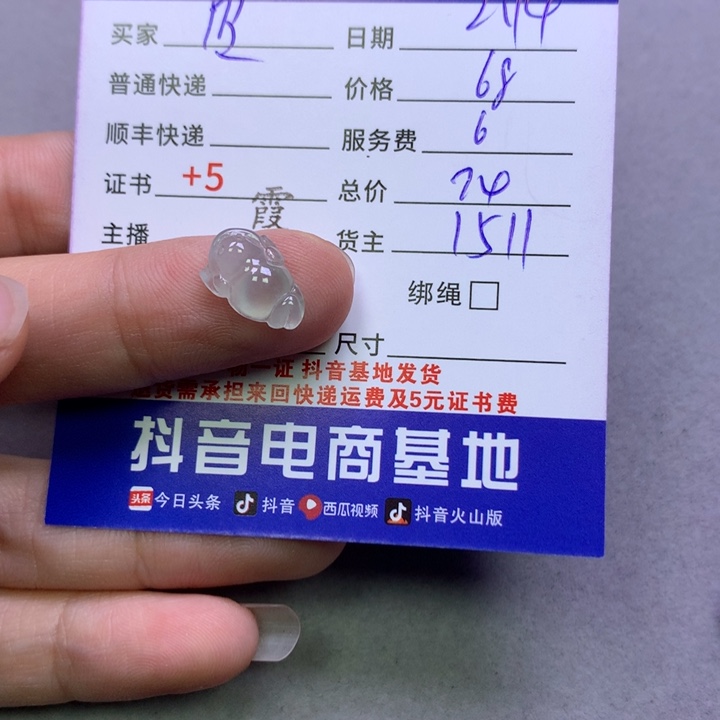 买家 日期
普通快递 价格 68
顺丰快递 服务费 6
证书 +5 总价 74
主播 霞 货主 1511
绑绳
尺寸
一证 抖音基地发货
需承担来回快递运费及5元证书费
抖音电商基地
头条 今日头条 抖音 西瓜视频 抖音火山版